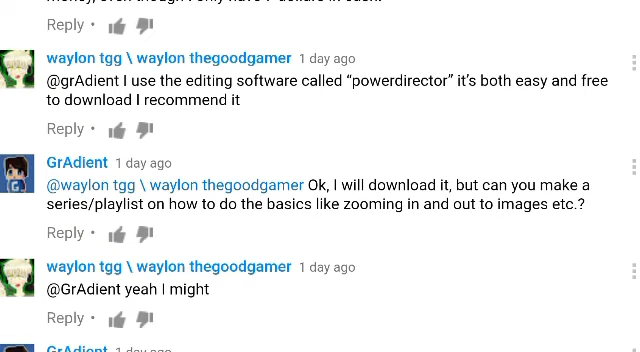 Reply •
waylon tgg \ waylon thegoodgamer 1 day ago
@grAdient I use the editing software called “powerdirector” it’s both easy and free
to download I recommend it
Reply •
GrAdient 1 day ago
@waylon tgg \ waylon thegoodgamer Ok, I will download it, but can you make a
series/playlist on how to do the basics like zooming in and out to images etc.?
Reply •
waylon tgg \ waylon thegoodgamer 1 day ago
@GrAdient yeah I might
Reply •
GrAdient 1 day ago